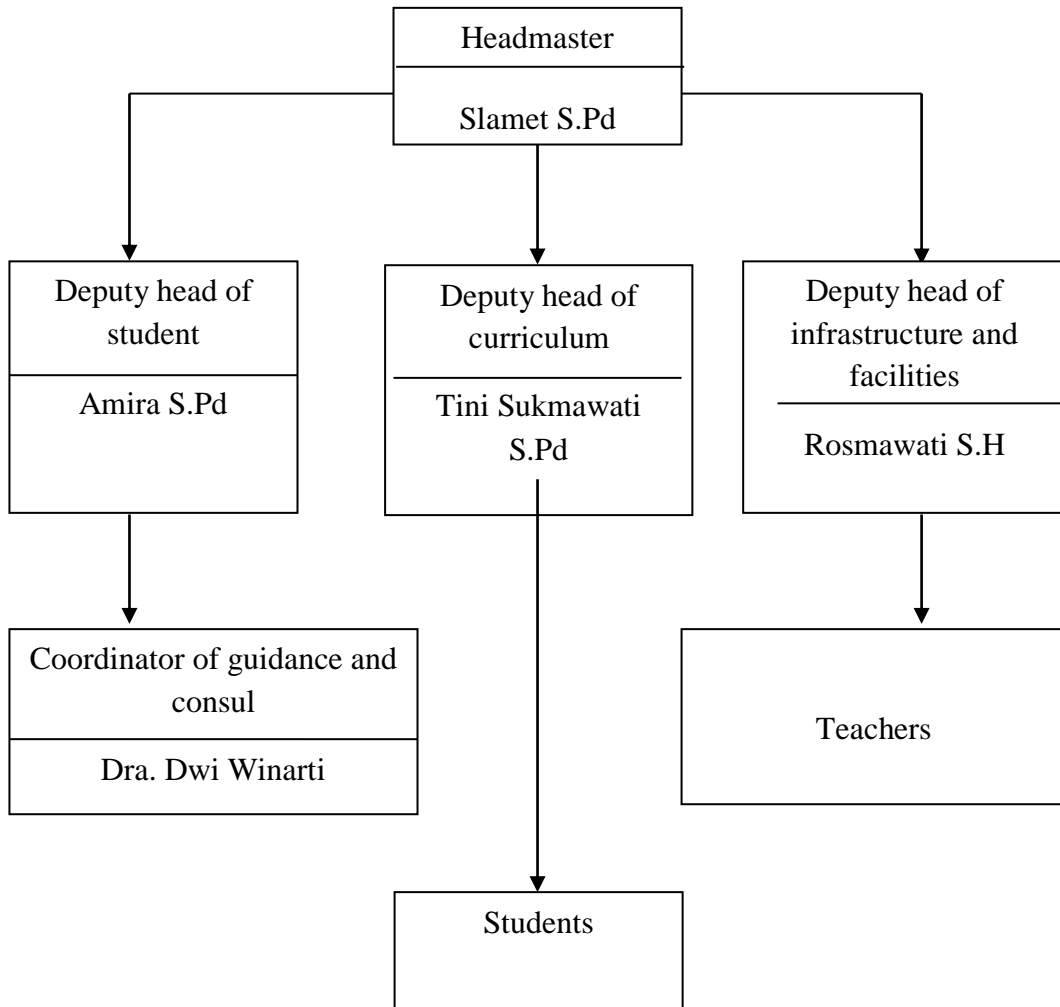 Headmaster
Slamet S.Pd
Deputy head of
student
Amira S.Pd
Deputy head of
curriculum
Tini Sukmawati
S.Pd
Deputy head of
infrastructure and
facilities
Rosmawati S.H
Coordinator of guidance and
consul
Dra. Dwi Winarti
Teachers
Students